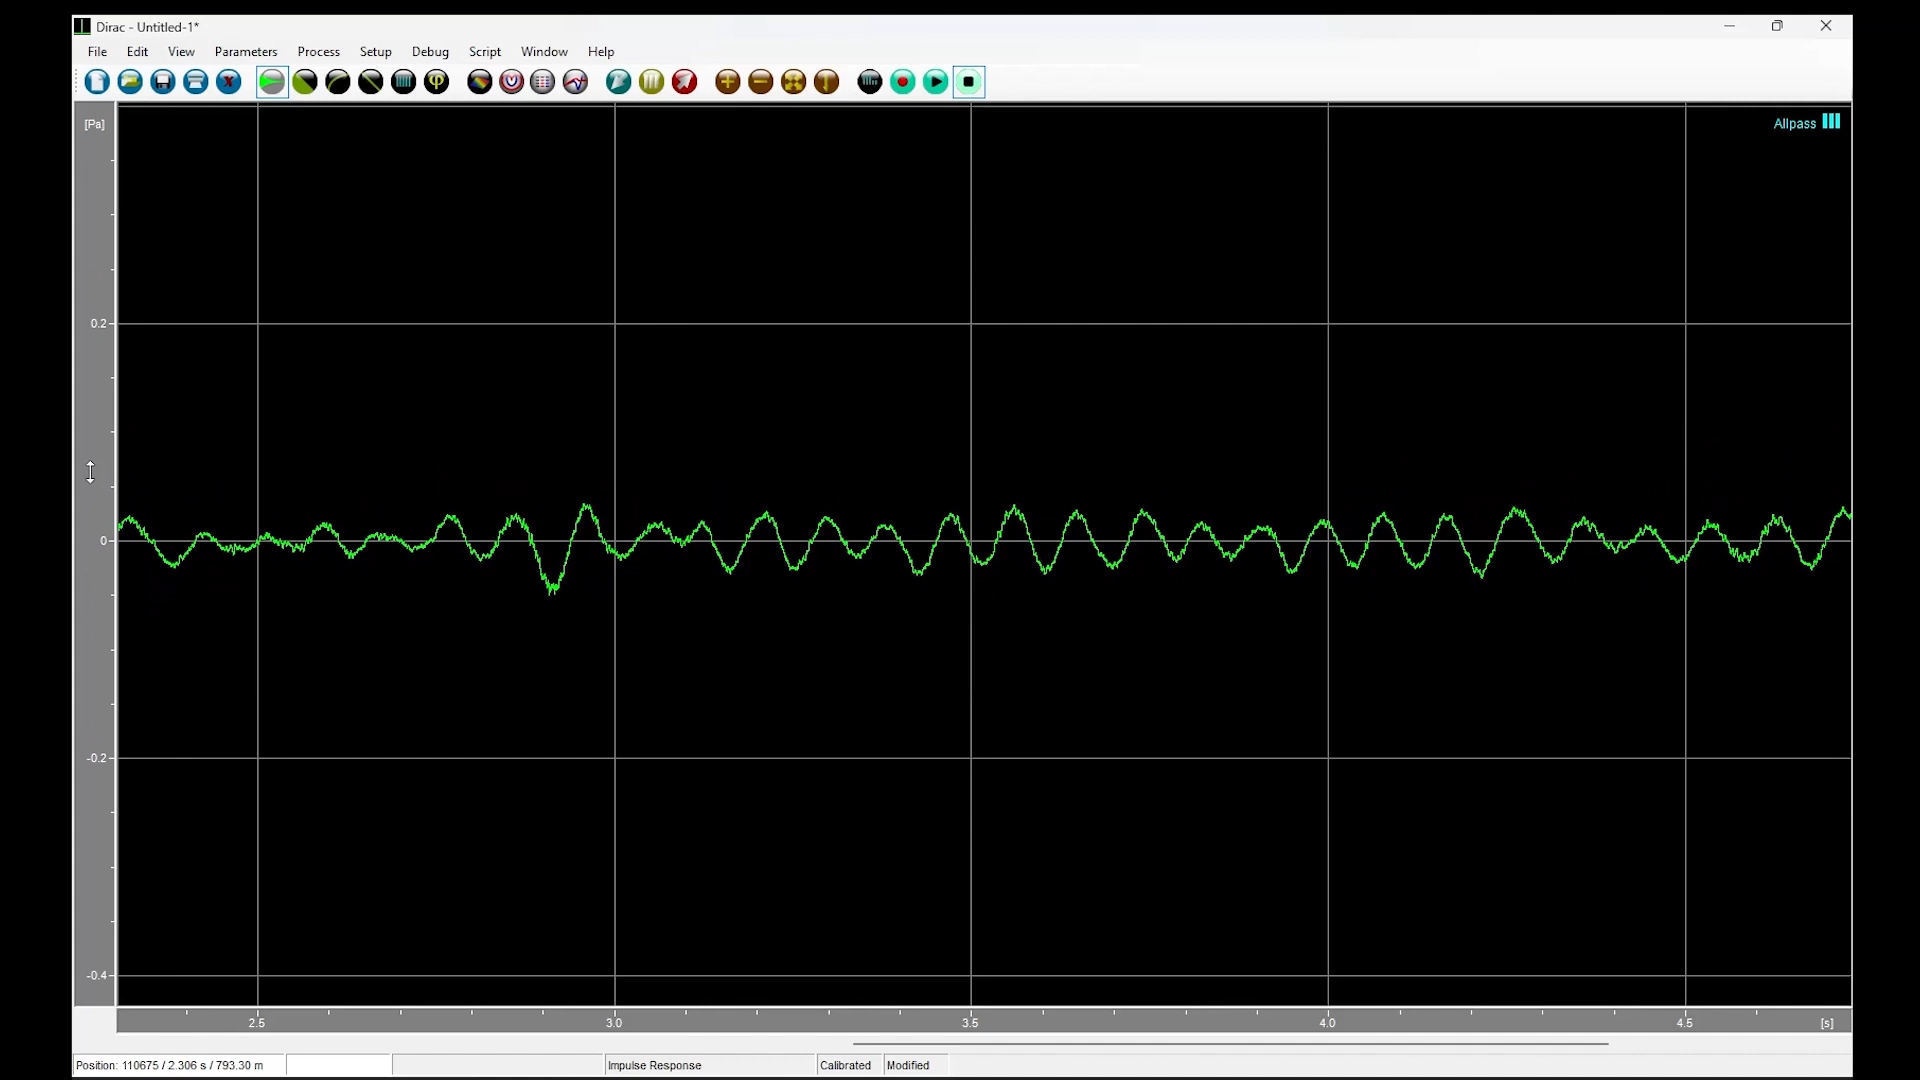 Dirac - Untitled-1*
File Edit View Parameters Process Setup Debug Script Window Help
[Pa]
Allpass
0.2
0
-0.2
-0.4
2.5 3.0 3.5 4.0 4.5 [s]
Position: 110675 / 2.306 s / 793.30 m Impulse Response Calibrated Modified